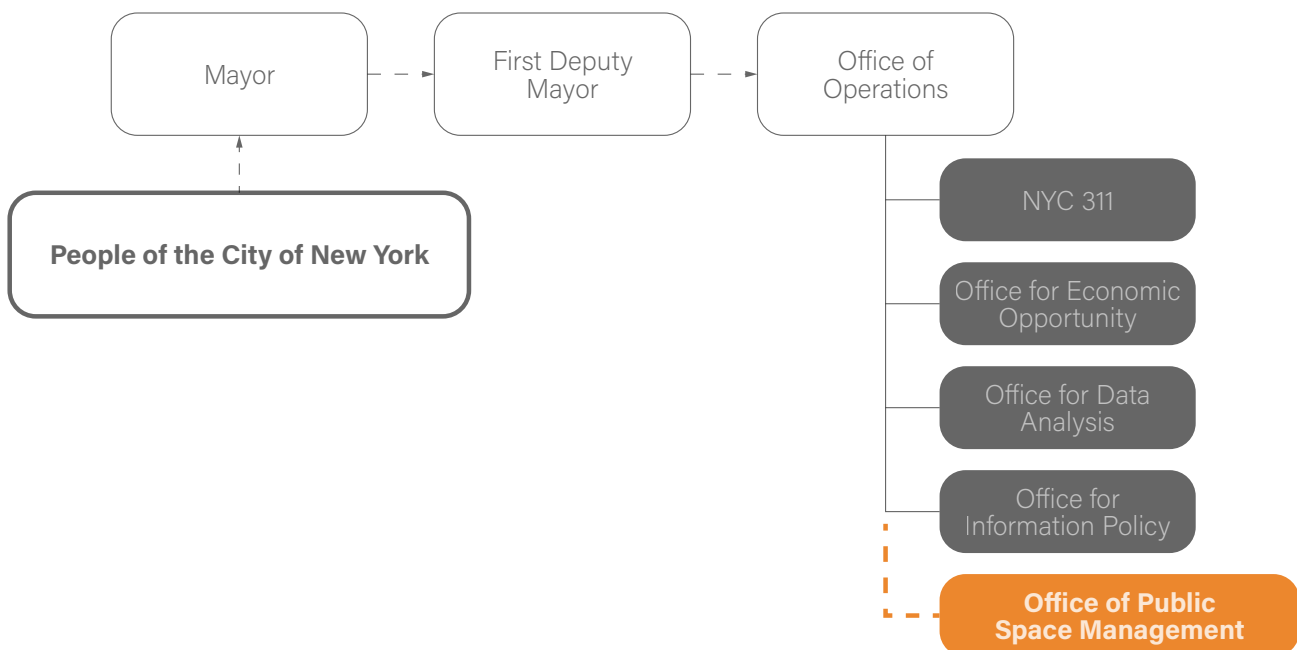 Mayor
First Deputy
Mayor
Office of
Operations
People of the City of New York
NYC 311
Office for Economic
Opportunity
Office for Data
Analysis
Office for
Information Policy
Office of Public
Space Management